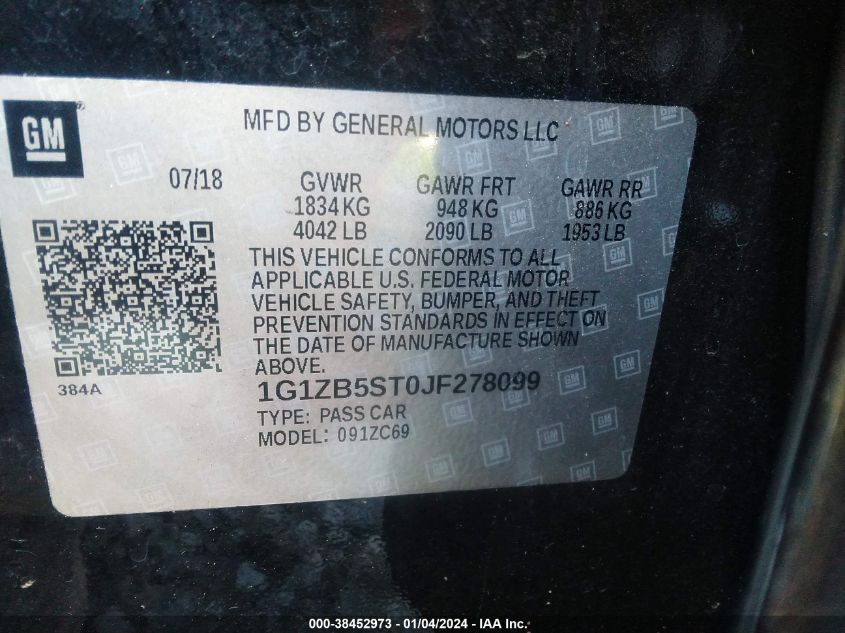 GM®
MFD BY GENERAL MOTORS LLC
07/18 GVWR GAWR FRT GAWR RR
1834 KG 948 KG 886 KG
4042 LB 2090 LB 1953 LB
THIS VEHICLE CONFORMS TO ALL
APPLICABLE U.S. FEDERAL MOTOR
VEHICLE SAFETY, BUMPER, AND THEFT
PREVENTION STANDARDS IN EFFECT ON
THE DATE OF MANUFACTURE SHOWN
ABOVE.
384A
1G1ZB5ST0JF278099
TYPE: PASS CAR
MODEL: 091ZC69
000-38452973 - 01/04/2024 - IAA Inc.